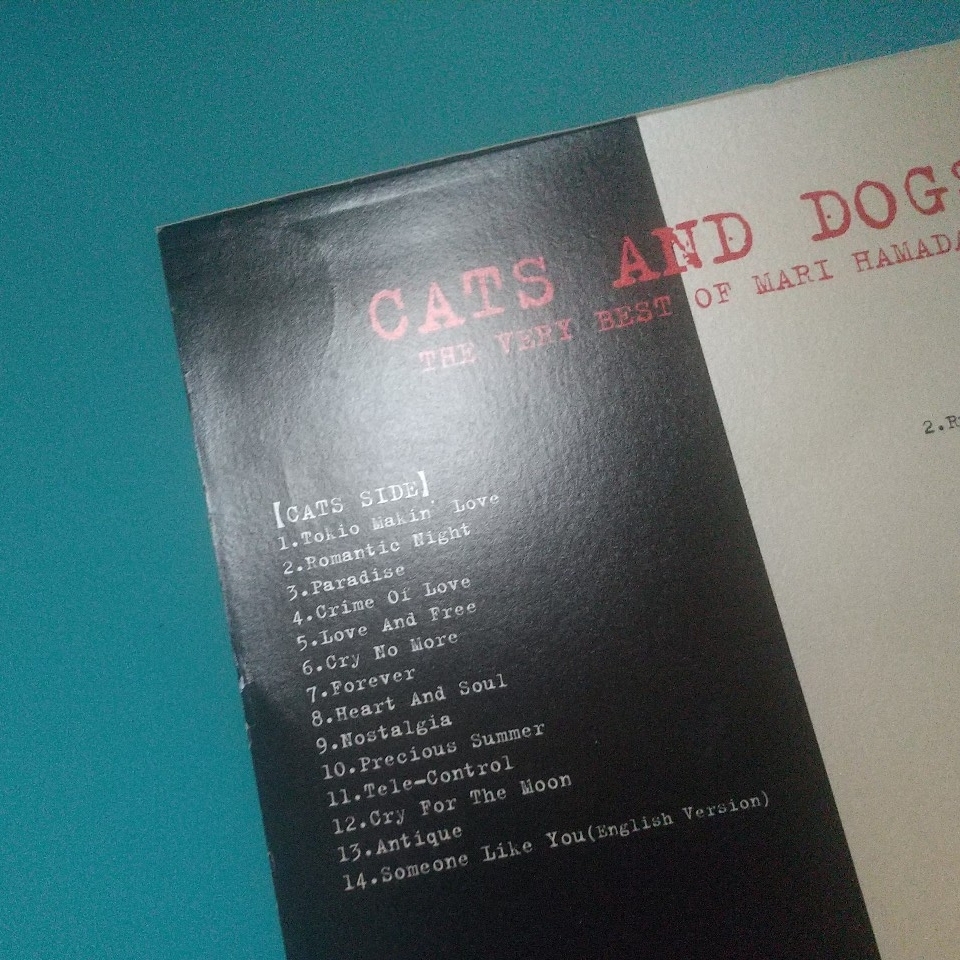 CATS AND DOGS
THE VERY BEST OF MARI HAMADA
【CATS SIDE】
1.Tokio Makin' Love
2.Romantic Night
3.Paradise
4.Crime Of Love
5.Love And Free
6.Cry No More
7.Forever
8.Heart And Soul
9.Nostalgia
10.Precious Summer
11.Tele-Control
12.Cry For The Moon
13.Antique
14.Someone Like You(English Version)
2.R